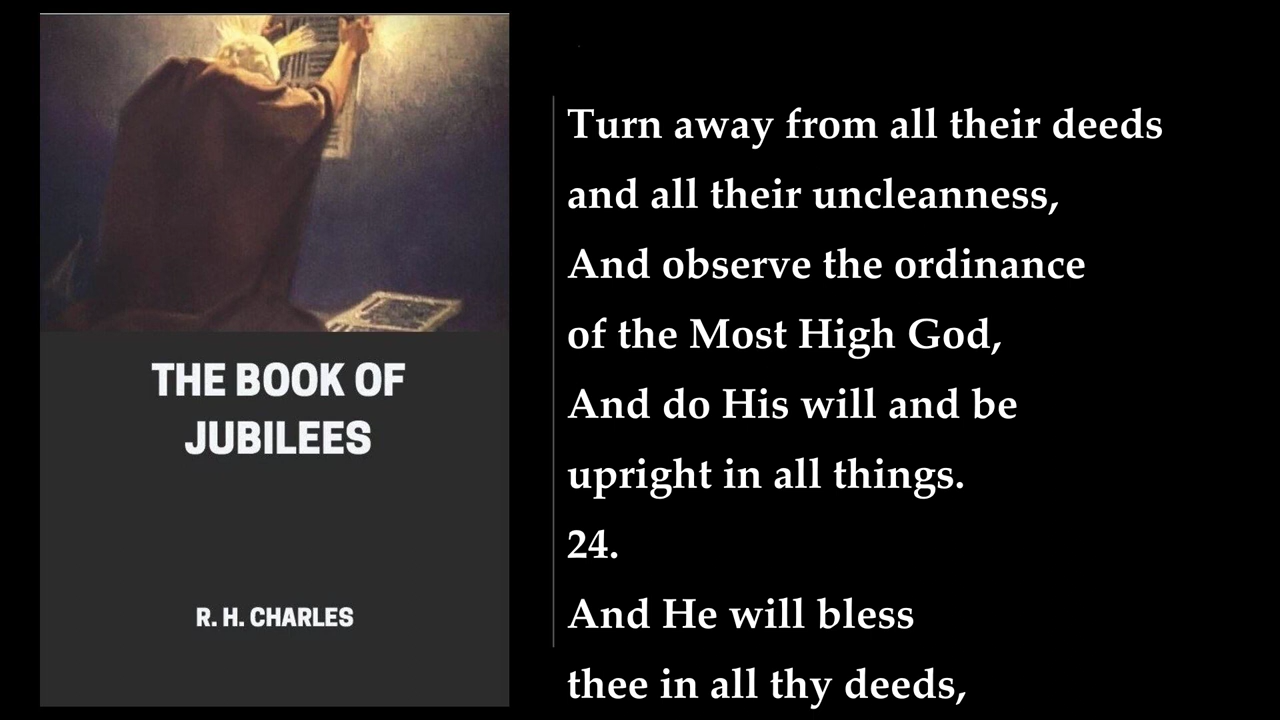 THE BOOK OF
JUBILEES
R. H. CHARLES
Turn away from all their deeds
and all their uncleanness,
And observe the ordinance
of the Most High God,
And do His will and be
upright in all things.
24.
And He will bless
thee in all thy deeds,